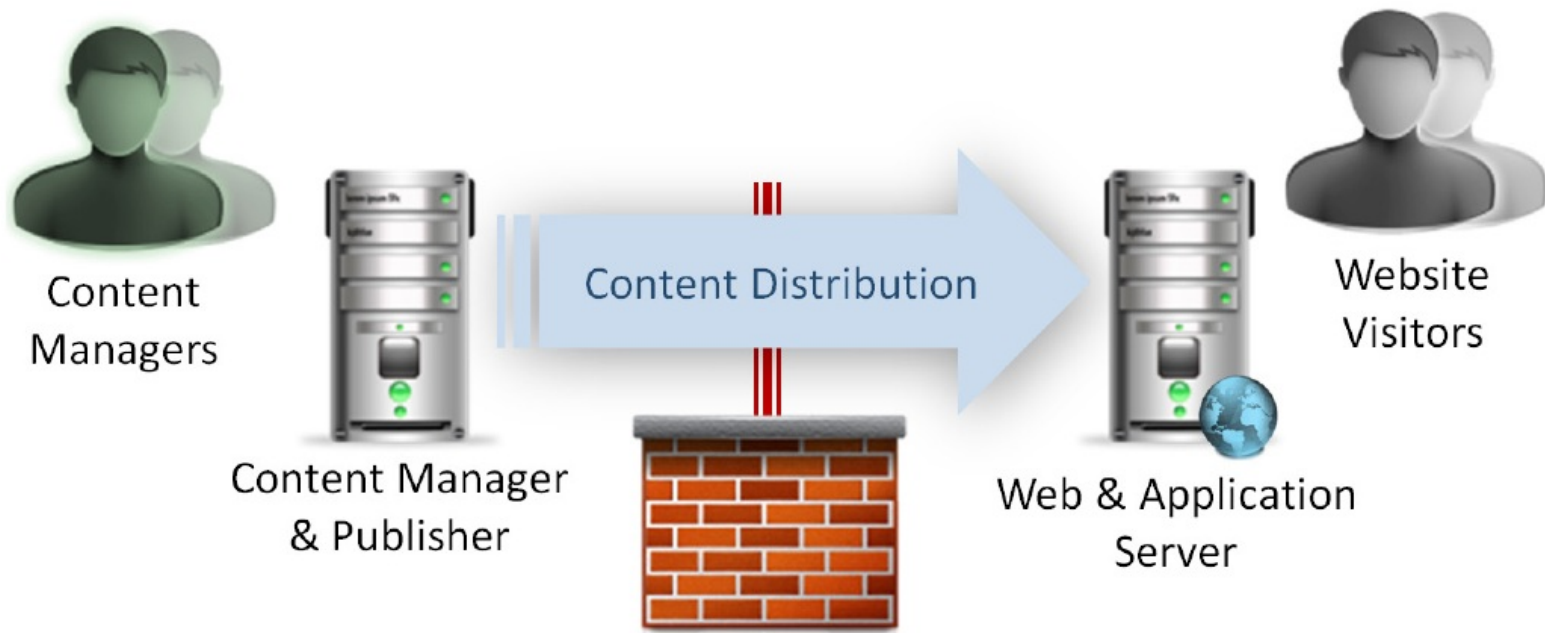 Content
Managers
Content Manager
& Publisher
Content Distribution
Web & Application
Server
Website
Visitors